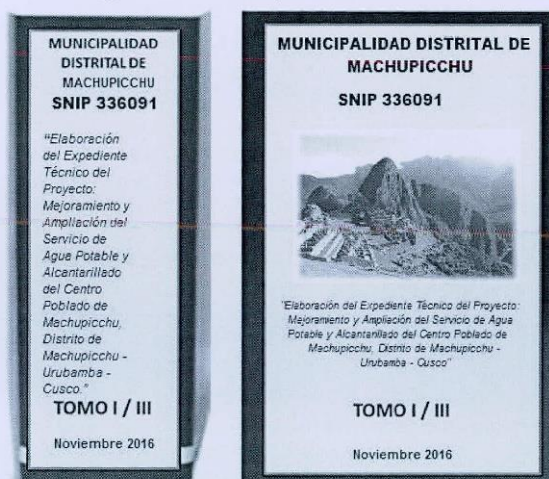 MUNICIPALIDAD
DISTRITAL DE
MACHUPICCHU
SNIP 336091
"Elaboración
del Expediente
Técnico del
Proyecto:
Mejoramiento y
Ampliación del
Servicio de
Agua Potable y
Alcantarillado
del Centro
Poblado de
Machupicchu,
Distrito de
Machupicchu -
Urubamba -
Cusco."
TOMO I / III
Noviembre 2016
MUNICIPALIDAD DISTRITAL DE
MACHUPICCHU
SNIP 336091
"Elaboración del Expediente Técnico del Proyecto:
Mejoramiento y Ampliación del Servicio de Agua
Potable y Alcantarillado del Centro Poblado de
Machupicchu, Distrito de Machupicchu -
Urubamba - Cusco"
TOMO I / III
Noviembre 2016